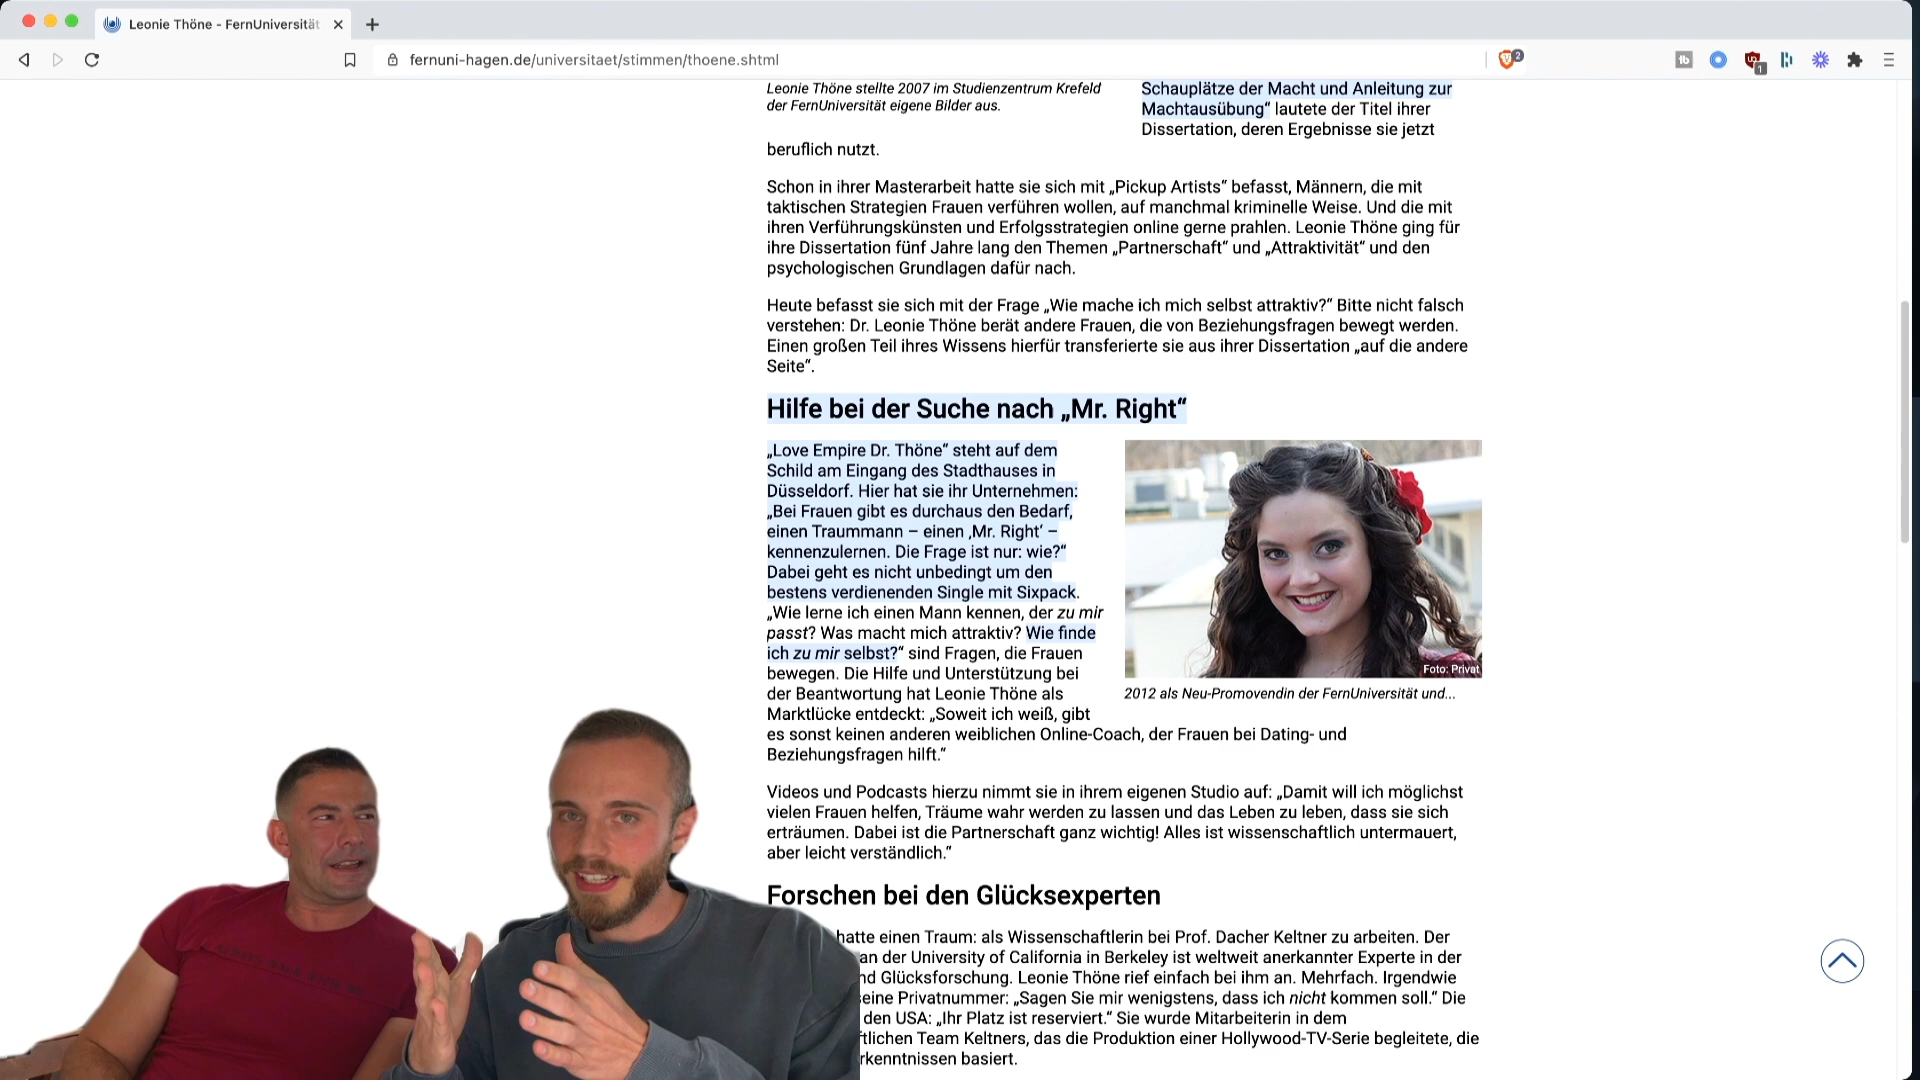 Leonie Thöne - FernUniversität
fernuni-hagen.de/universitaet/stimmen/thoene.shtml
2
1
Leonie Thöne stellte 2007 im Studienzentrum Krefeld
der FernUniversität eigene Bilder aus.
Schauplätze der Macht und Anleitung zur
Machtausübung“ lautete der Titel ihrer
Dissertation, deren Ergebnisse sie jetzt
beruflich nutzt.
Schon in ihrer Masterarbeit hatte sie sich mit „Pickup Artists“ befasst, Männern, die mit
taktischen Strategien Frauen verführen wollen, auf manchmal kriminelle Weise. Und die mit
ihren Verführungskünsten und Erfolgsstrategien online gerne prahlen. Leonie Thöne ging für
ihre Dissertation fünf Jahre lang den Themen „Partnerschaft“ und „Attraktivität“ und den
psychologischen Grundlagen dafür nach.
Heute befasst sie sich mit der Frage „Wie mache ich mich selbst attraktiv?“ Bitte nicht falsch
verstehen: Dr. Leonie Thöne berät andere Frauen, die von Beziehungsfragen bewegt werden.
Einen großen Teil ihres Wissens hierfür transferierte sie aus ihrer Dissertation „auf die andere
Seite“.
Hilfe bei der Suche nach „Mr. Right“
„Love Empire Dr. Thöne“ steht auf dem
Schild am Eingang des Stadthauses in
Düsseldorf. Hier hat sie ihr Unternehmen:
„Bei Frauen gibt es durchaus den Bedarf,
einen Traummann – einen ‚Mr. Right‘ –
kennenzulernen. Die Frage ist nur: wie?“
Dabei geht es nicht unbedingt um den
bestens verdienenden Single mit Sixpack.
„Wie lerne ich einen Mann kennen, der zu mir
passt? Was macht mich attraktiv? Wie finde
ich zu mir selbst?“ sind Fragen, die Frauen
bewegen. Die Hilfe und Unterstützung bei
der Beantwortung hat Leonie Thöne als
Marktlücke entdeckt: „Soweit ich weiß, gibt
es sonst keinen anderen weiblichen Online-Coach, der Frauen bei Dating- und
Beziehungsfragen hilft.“
Foto: Privat
2012 als Neu-Promovendin der FernUniversität und...
Videos und Podcasts hierzu nimmt sie in ihrem eigenen Studio auf: „Damit will ich möglichst
vielen Frauen helfen, Träume wahr werden zu lassen und das Leben zu leben, dass sie sich
erträumen. Dabei ist die Partnerschaft ganz wichtig! Alles ist wissenschaftlich untermauert,
aber leicht verständlich.“
Forschen bei den Glücksexperten
hatte einen Traum: als Wissenschaftlerin bei Prof. Dacher Keltner zu arbeiten. Der
an der University of California in Berkeley ist weltweit anerkannter Experte in der
nd Glücksforschung. Leonie Thöne rief einfach bei ihm an. Mehrfach. Irgendwie
eine Privatnummer: „Sagen Sie mir wenigstens, dass ich nicht kommen soll.“ Die
den USA: „Ihr Platz ist reserviert.“ Sie wurde Mitarbeiterin in dem
ftlichen Team Keltners, das die Produktion einer Hollywood-TV-Serie begleitete, die
rkenntnissen basiert.